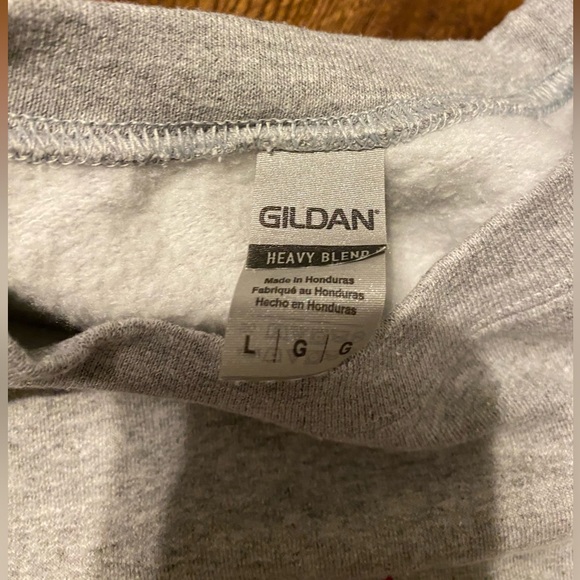 GILDAN®
HEAVY BLEND
Made in Honduras
Fabriqué au Honduras
Hecho en Honduras
L | G | G